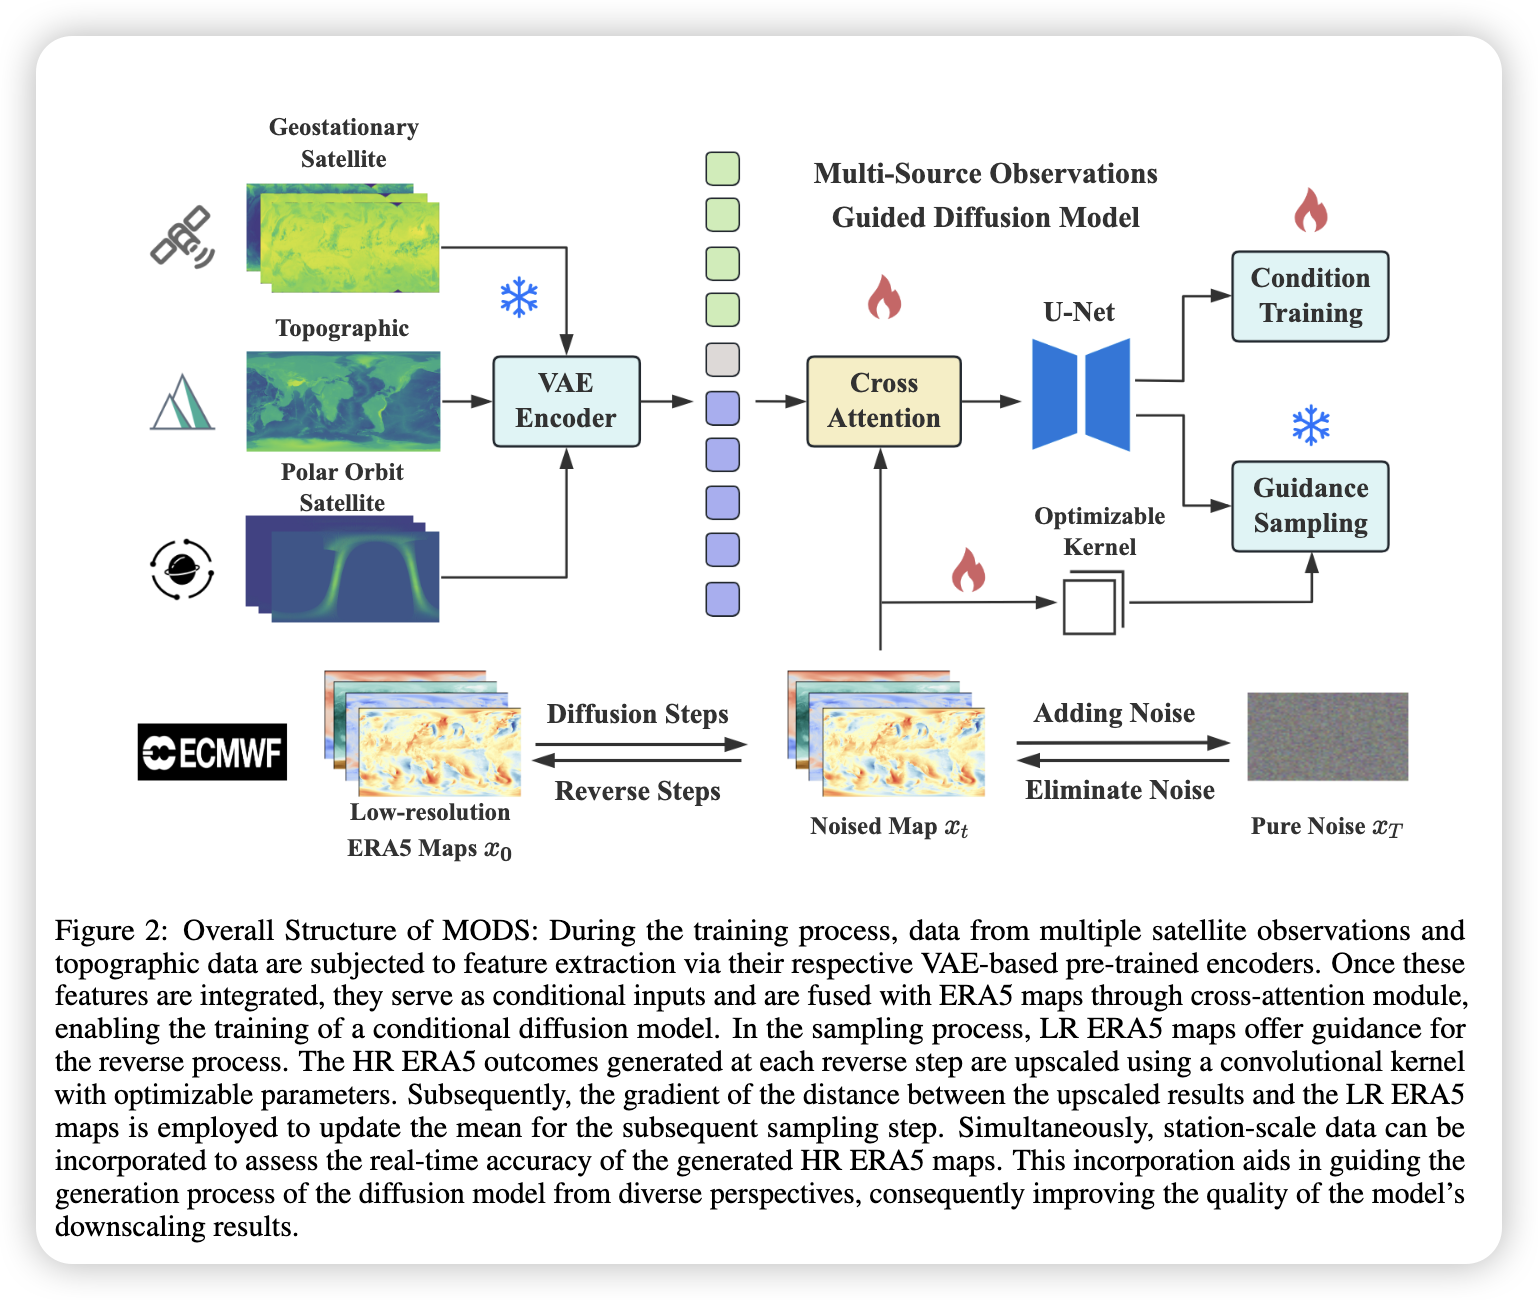 Geostationary
Satellite
Topographic
Polar Orbit
Satellite
VAE
Encoder
Multi-Source Observations
Guided Diffusion Model
Cross
Attention
U-Net
Condition
Training
Guidance
Sampling
Optimizable
Kernel
ECMWF
Low-resolution
ERA5 Maps x₀
Diffusion Steps
Reverse Steps
Noised Map xₜ
Adding Noise
Eliminate Noise
Pure Noise x_T
Figure 2: Overall Structure of MODS: During the training process, data from multiple satellite observations and
topographic data are subjected to feature extraction via their respective VAE-based pre-trained encoders. Once these
features are integrated, they serve as conditional inputs and are fused with ERA5 maps through cross-attention module,
enabling the training of a conditional diffusion model. In the sampling process, LR ERA5 maps offer guidance for
the reverse process. The HR ERA5 outcomes generated at each reverse step are upscaled using a convolutional kernel
with optimizable parameters. Subsequently, the gradient of the distance between the upscaled results and the LR ERA5
maps is employed to update the mean for the subsequent sampling step. Simultaneously, station-scale data can be
incorporated to assess the real-time accuracy of the generated HR ERA5 maps. This incorporation aids in guiding the
generation process of the diffusion model from diverse perspectives, consequently improving the quality of the model's
downscaling results.